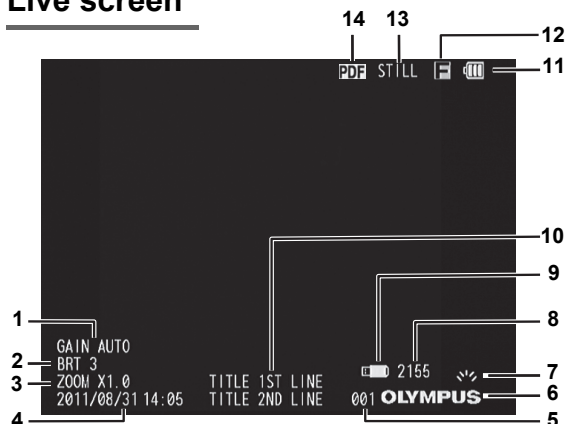 Live screen
14 13
12
PDF STILL F
11
10
9
8
1
GAIN AUTO
2 BRT 3 2155 7
3 ZOOM X1.0 TITLE 1ST LINE
2011/08/31 14:05 TITLE 2ND LINE 001 OLYMPUS 6
4 5